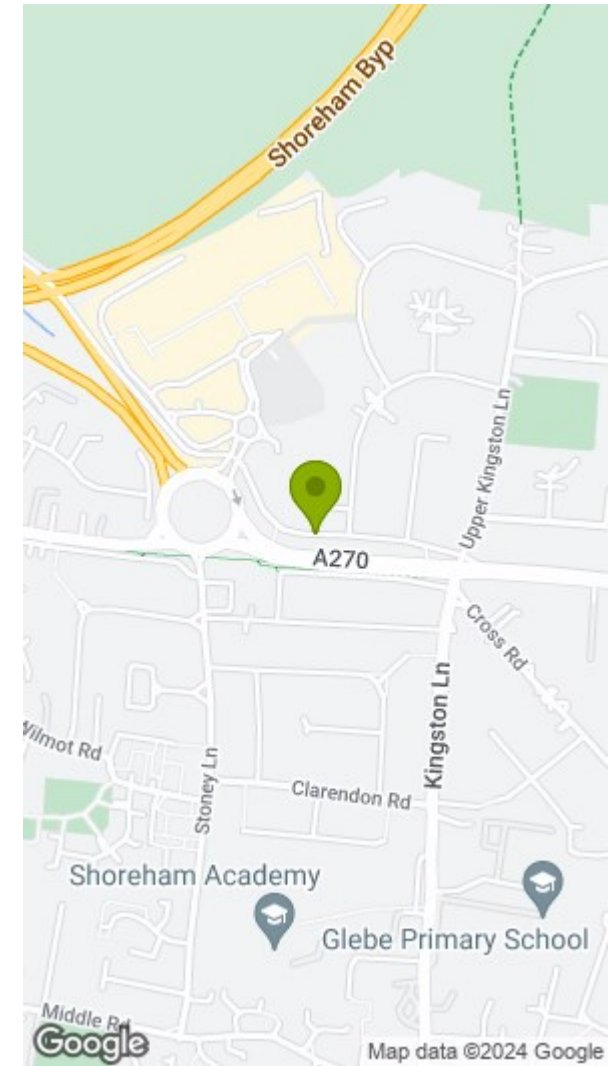 Shoreham Byp
Upper Kingston Ln
A270
Cross Rd
Kingston Ln
Wilmot Rd
Stoney Ln
Clarendon Rd
Shoreham Academy
Glebe Primary School
Middle Rd
Google
Map data ©2024 Google